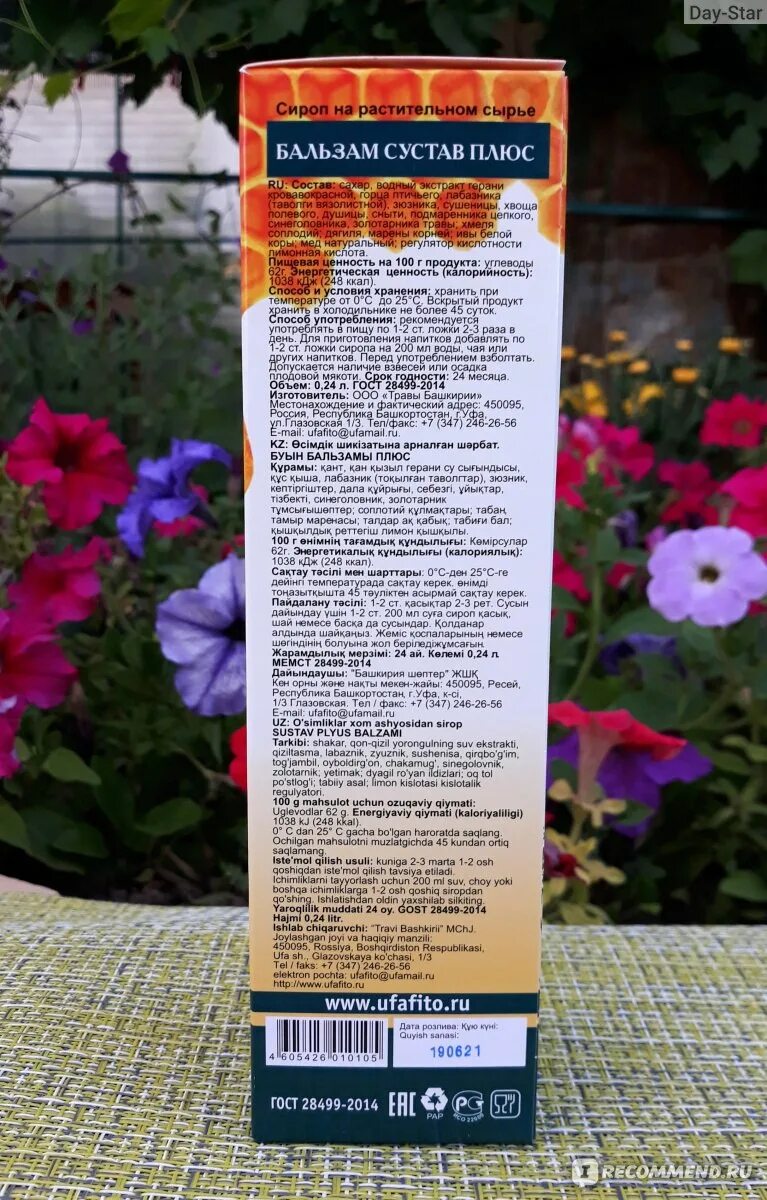 Day-Star
Сироп на растительном сырье
БАЛЬЗАМ СУСТАВ ПЛЮС
RU: Состав: сахар, водный экстракт герани
кровавокрасной, горца птичьего, лабазника
(таволги вязолистной), зюзника, сушеницы, хвоща
полевого, душицы, сныти, подмаренника цепкого,
синеголовника, золотарника травы; хмеля
соплодий; дягиля, марены корней; ивы белой
коры; мед натуральный; регулятор кислотности
лимонная кислота.
Пищевая ценность на 100 г продукта: углеводы
62г. Энергетическая ценность (калорийность):
1038 кДж (248 ккал).
Способ и условия хранения: хранить при
температуре от 0°С до 25°С. Вскрытый продукт
хранить в холодильнике не более 45 суток.
Способ употребления: рекомендуется
употреблять в пищу по 1-2 ст. ложки 2-3 раза в
день. Для приготовления напитков добавлять по
1-2 ст. ложки сиропа на 200 мл воды, чая или
других напитков. Перед употреблением взболтать.
Допускается наличие взвесей или осадка
плодовой мякоти. Срок годности: 24 месяца.
Объем: 0,24 л. ГОСТ 28499-2014
Изготовитель: ООО «Травы Башкирии»
Местонахождение и фактический адрес: 450095,
Россия, Республика Башкортостан, г.Уфа,
ул.Глазовская 1/3. Тел/факс: +7 (347) 246-26-56
E-mail: ufafito@ufamail.ru.
KZ: Өсімдік шикізатына арналған шәрбат.
БУЫН БАЛЬЗАМЫ ПЛЮС
Құрамы: қант, қан қызыл герани су сығындысы,
құс қыша, лабазник (тоқылған таволгтар), зюзник,
кептіргіштер, дала құйрығы, себезгі, ұйықтар,
тізбекті, синеголовник, золотарник
тұмсығышөптер; соплотий құлмақтары; табан,
тамыр маренасы; талдар ақ қабық; табиғи бал;
қышқылдық реттегіш лимон қышқылы.
100 г өнімнің тағамдық құндылығы: Көмірсулар
62г. Энергетикалық құндылығы (калориялық):
1038 кДж (248 ккал).
Сақтау тәсілі мен шарттары: 0°С-ден 25°С-ге
дейінгі температурада сақтау керек. өнімді
тоңазытқышта 45 тәуліктен асырмай сақтау керек.
Пайдалану тәсілі: 1-2 ст. қасықтар 2-3 рет. Сусын
дайындау үшін 1-2 ст. 200 мл суға сироп қасық,
шай немесе басқа да сусындар. Қолданар
алдында шайқаңыз. Жеміс қоспаларының немесе
шөгіндінің болуына жол беріледіжұмсағын.
Жарамдылық мерзімі: 24 ай. Көлемі 0,24 л
МЕМСТ 28499-2014
Дайындаушы: "Башкирия шөптер" ЖШҚ
Кен орны және нақты мекен-жайы: 450095, Ресей,
Республика Башкортостан, г.Уфа, к-сі,
1/3 Глазовская. Тел / факс: +7 (347) 246-26-56
E-mail: ufafito@ufamail.ru
UZ: O'simliklar xom ashyosidan sirop
SUSTAV PLYUS BALZAMI
Tarkibi: shakar, qon-qizil yorongulning suv ekstrakti,
qiziltasma, labaznik, zyuznik, sushenisa, qirqbo'g'im,
tog'jambil, oyboldirg'on, chakamug', sinegolovnik,
zolotarnik; yetimak; dyagil ro'yan ildizlari; oq tol
po'stlog'i; tabiiy asal; limon kislotasi kislotalik
regulyatori.
100 g mahsulot uchun ozuqaviy qiymati:
Uglevodlar 62 g. Energiyaviy qiymati (kaloriyaliligi)
1038 kJ (248 kkal).
0° C dan 25° C gacha bo'lgan haroratda saqlang.
Ochilgan mahsulotni muzlatgichda 45 kundan ortiq
saqlamang.
Iste'mol qilish usuli: kuniga 2-3 marta 1-2 osh
qoshiqdan iste'mol qilish tavsiya etiladi.
Ichimliklarni tayyorlash uchun 200 ml suv, choy yoki
boshqa ichimliklarga 1-2 osh qoshiq siropdan
qo'shing. Ishlatishdan oldin yaxshilab silkiting.
Yaroqlilik muddati 24 oy. GOST 28499-2014
Hajmi 0,24 litr.
Ishlab chiqaruvchi: "Travi Bashkirii" MChJ.
Joylashgan joyi va haqiqiy manzili:
450095, Rossiya, Boshqirdiston Respublikasi,
Ufa sh., Glazovskaya ko'chasi, 1/3
Tel / faks: +7 (347) 246-26-56
elektron pochta: ufafito@ufamail.ru
http://www.ufafito.ru/
www.ufafito.ru
Дата розлива: Құю күні:
Quyish sanasi:
190621
4 605426 010105
ГОСТ 28499-2014
EAC
PAP
РСТ
IRECOMMEND.RU